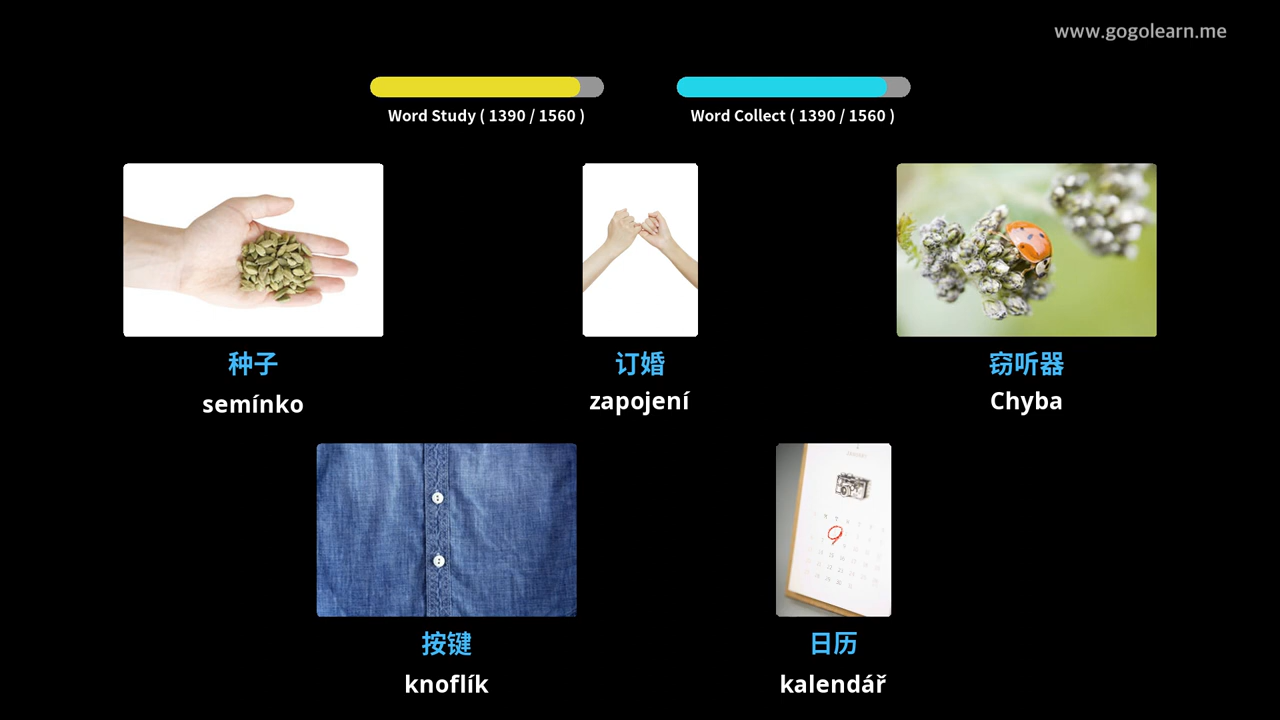 www.gogolearn.me
Word Study ( 1390 / 1560 )
Word Collect ( 1390 / 1560 )
种子
semínko
订婚
zapojení
窃听器
Chyba
按键
knoflík
日历
kalendář